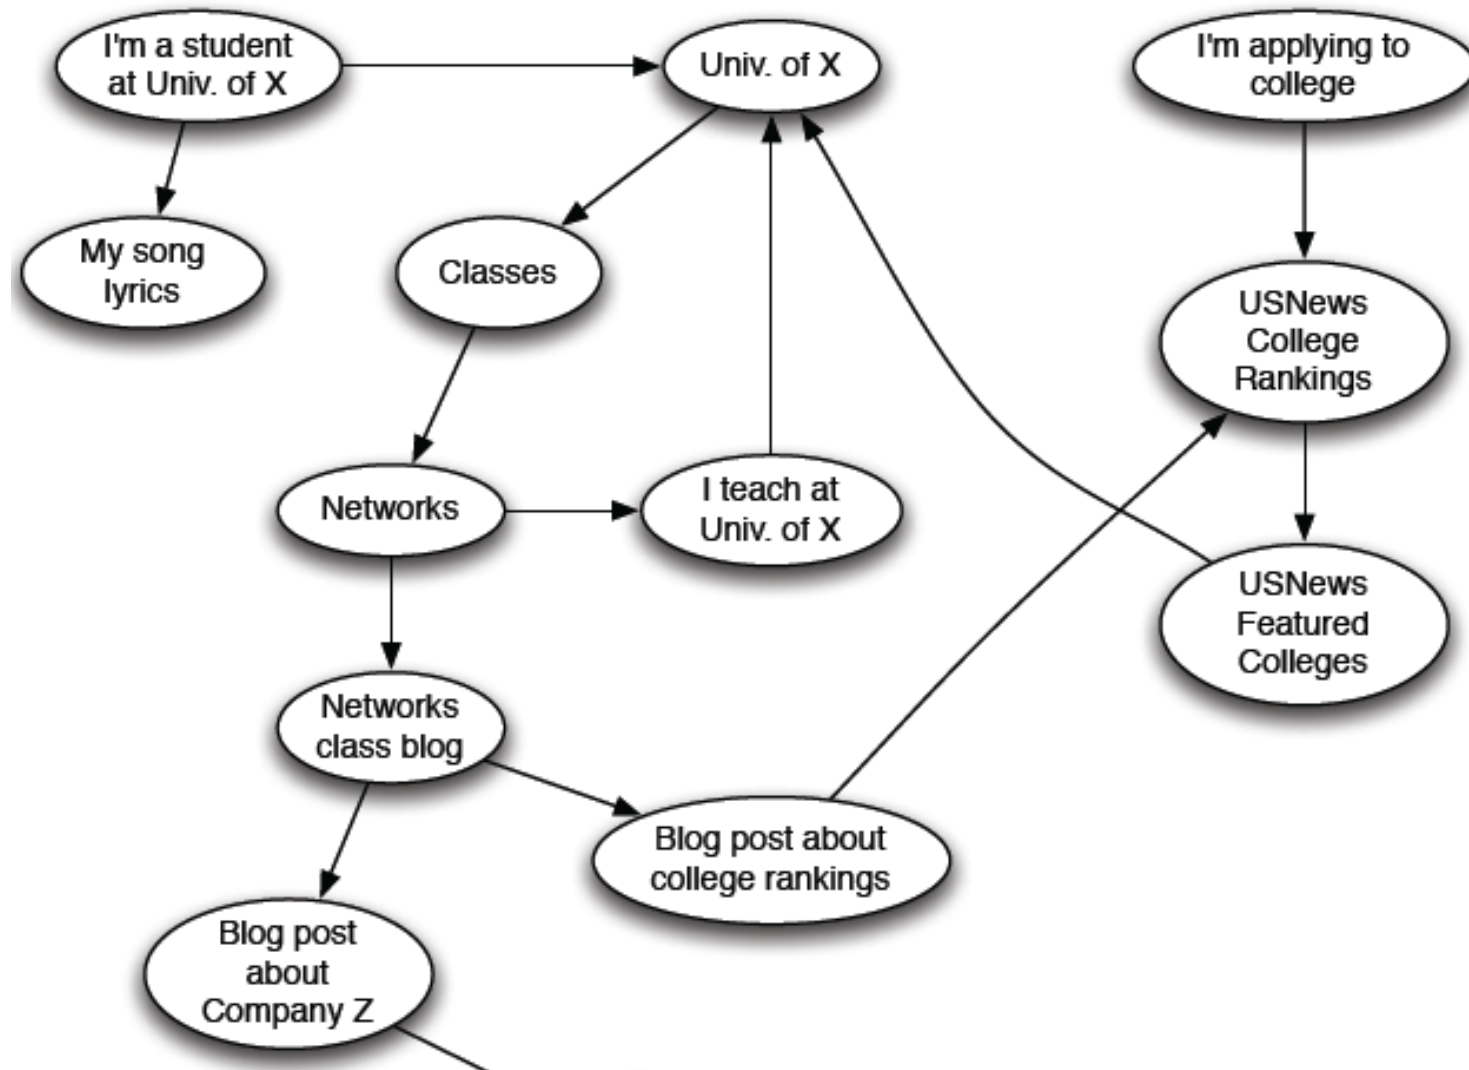 I'm a student
at Univ. of X
Univ. of X
I'm applying to
college
My song
lyrics
Classes
USNews
College
Rankings
Networks
I teach at
Univ. of X
USNews
Featured
Colleges
Networks
class blog
Blog post about
college rankings
Blog post
about
Company Z